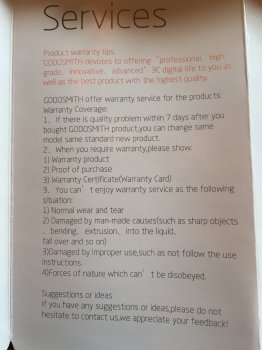 Services
Product warranty tips:
GODOSMITH devotes to offering “professional, high
grade, innovative, advanced” 3C digital life to you as
well as the best product with the highest quality.
GODOSMITH offer warranty service for the products:
Warranty Coverage:
1、If there is quality problem within 7 days after you
bought GODOSMITH product,you can change same
model same standard new product.
2、When you require warranty,please show:
1) Warranty product
2) Proof of purchase
3) Warranty Certificate(Warranty Card)
3、You can’t enjoy warranty service as the following
situation:
1) Normal wear and tear
2) Damaged by man-made causes(such as sharp objects
, bending, extrusion, into the liquid,
fall over and so on)
3)Damaged by improper use,such as not follow the use
instructions.
4)Forces of nature which can’t be disobeyed.
Suggestions or ideas
If you have any suggestions or ideas,please do not
hesitate to contact us,we appreciate your feedback!